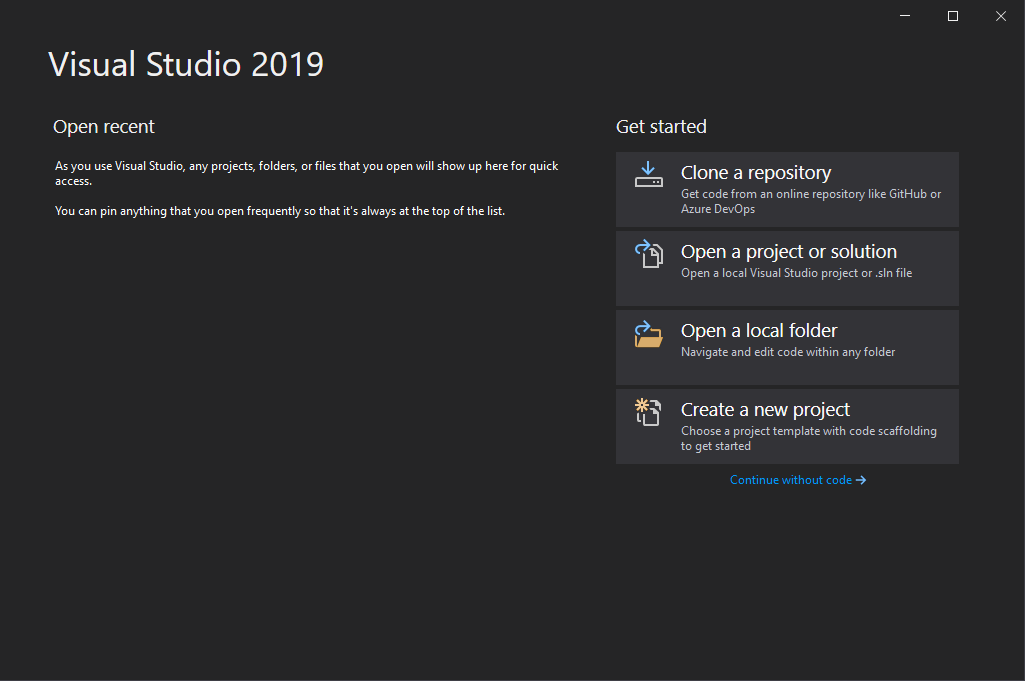 Visual Studio 2019
Open recent
As you use Visual Studio, any projects, folders, or files that you open will show up here for quick
access.
You can pin anything that you open frequently so that it's always at the top of the list.
Get started
Clone a repository
Get code from an online repository like GitHub or
Azure DevOps
Open a project or solution
Open a local Visual Studio project or .sln file
Open a local folder
Navigate and edit code within any folder
Create a new project
Choose a project template with code scaffolding
to get started
Continue without code →